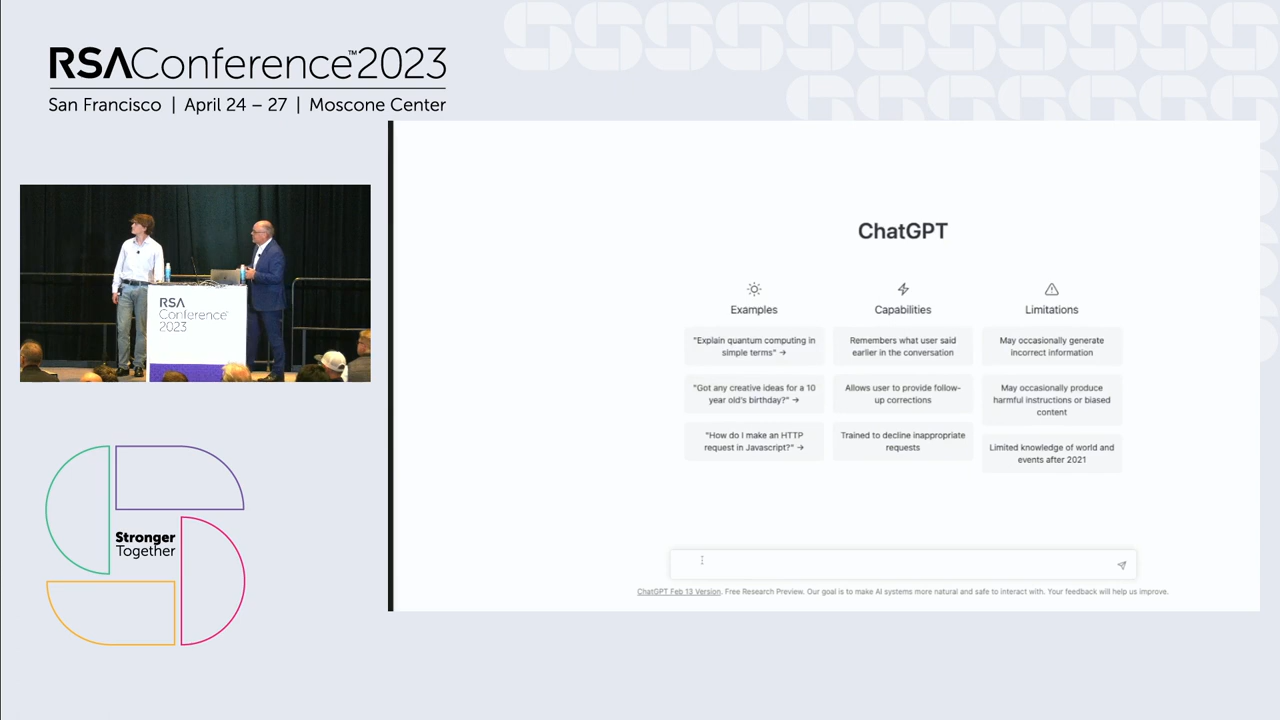 RSAConference™2023
San Francisco | April 24 – 27 | Moscone Center
RSA
Conference™
2023
Stronger
Together
ChatGPT
Examples
"Explain quantum computing in
simple terms" →
"Got any creative ideas for a 10
year old's birthday?" →
"How do I make an HTTP
request in Javascript?" →
Capabilities
Remembers what user said
earlier in the conversation
Allows user to provide follow-
up corrections
Trained to decline inappropriate
requests
Limitations
May occasionally generate
incorrect information
May occasionally produce
harmful instructions or biased
content
Limited knowledge of world and
events after 2021
ChatGPT Feb 13 Version. Free Research Preview. Our goal is to make AI systems more natural and safe to interact with. Your feedback will help us improve.